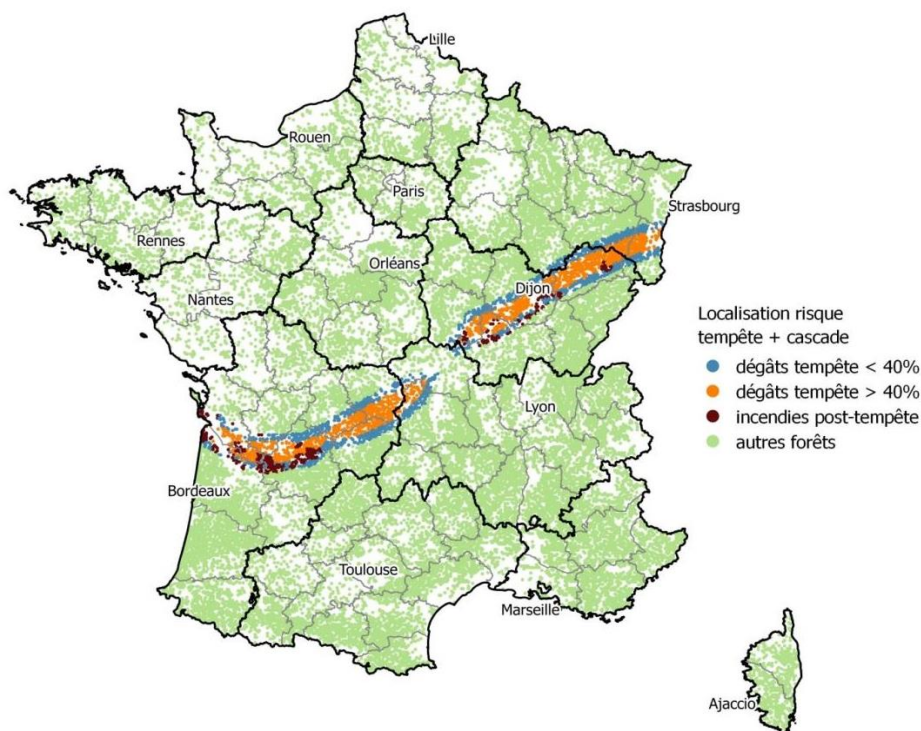 Lille
Rouen
Paris
Strasbourg
Rennes
Orléans
Dijon
Nantes
Localisation risque
tempête + cascade
dégâts tempête < 40%
dégâts tempête > 40%
incendies post-tempête
autres forêts
Lyon
Bordeaux
Toulouse
Marseille
Ajaccio